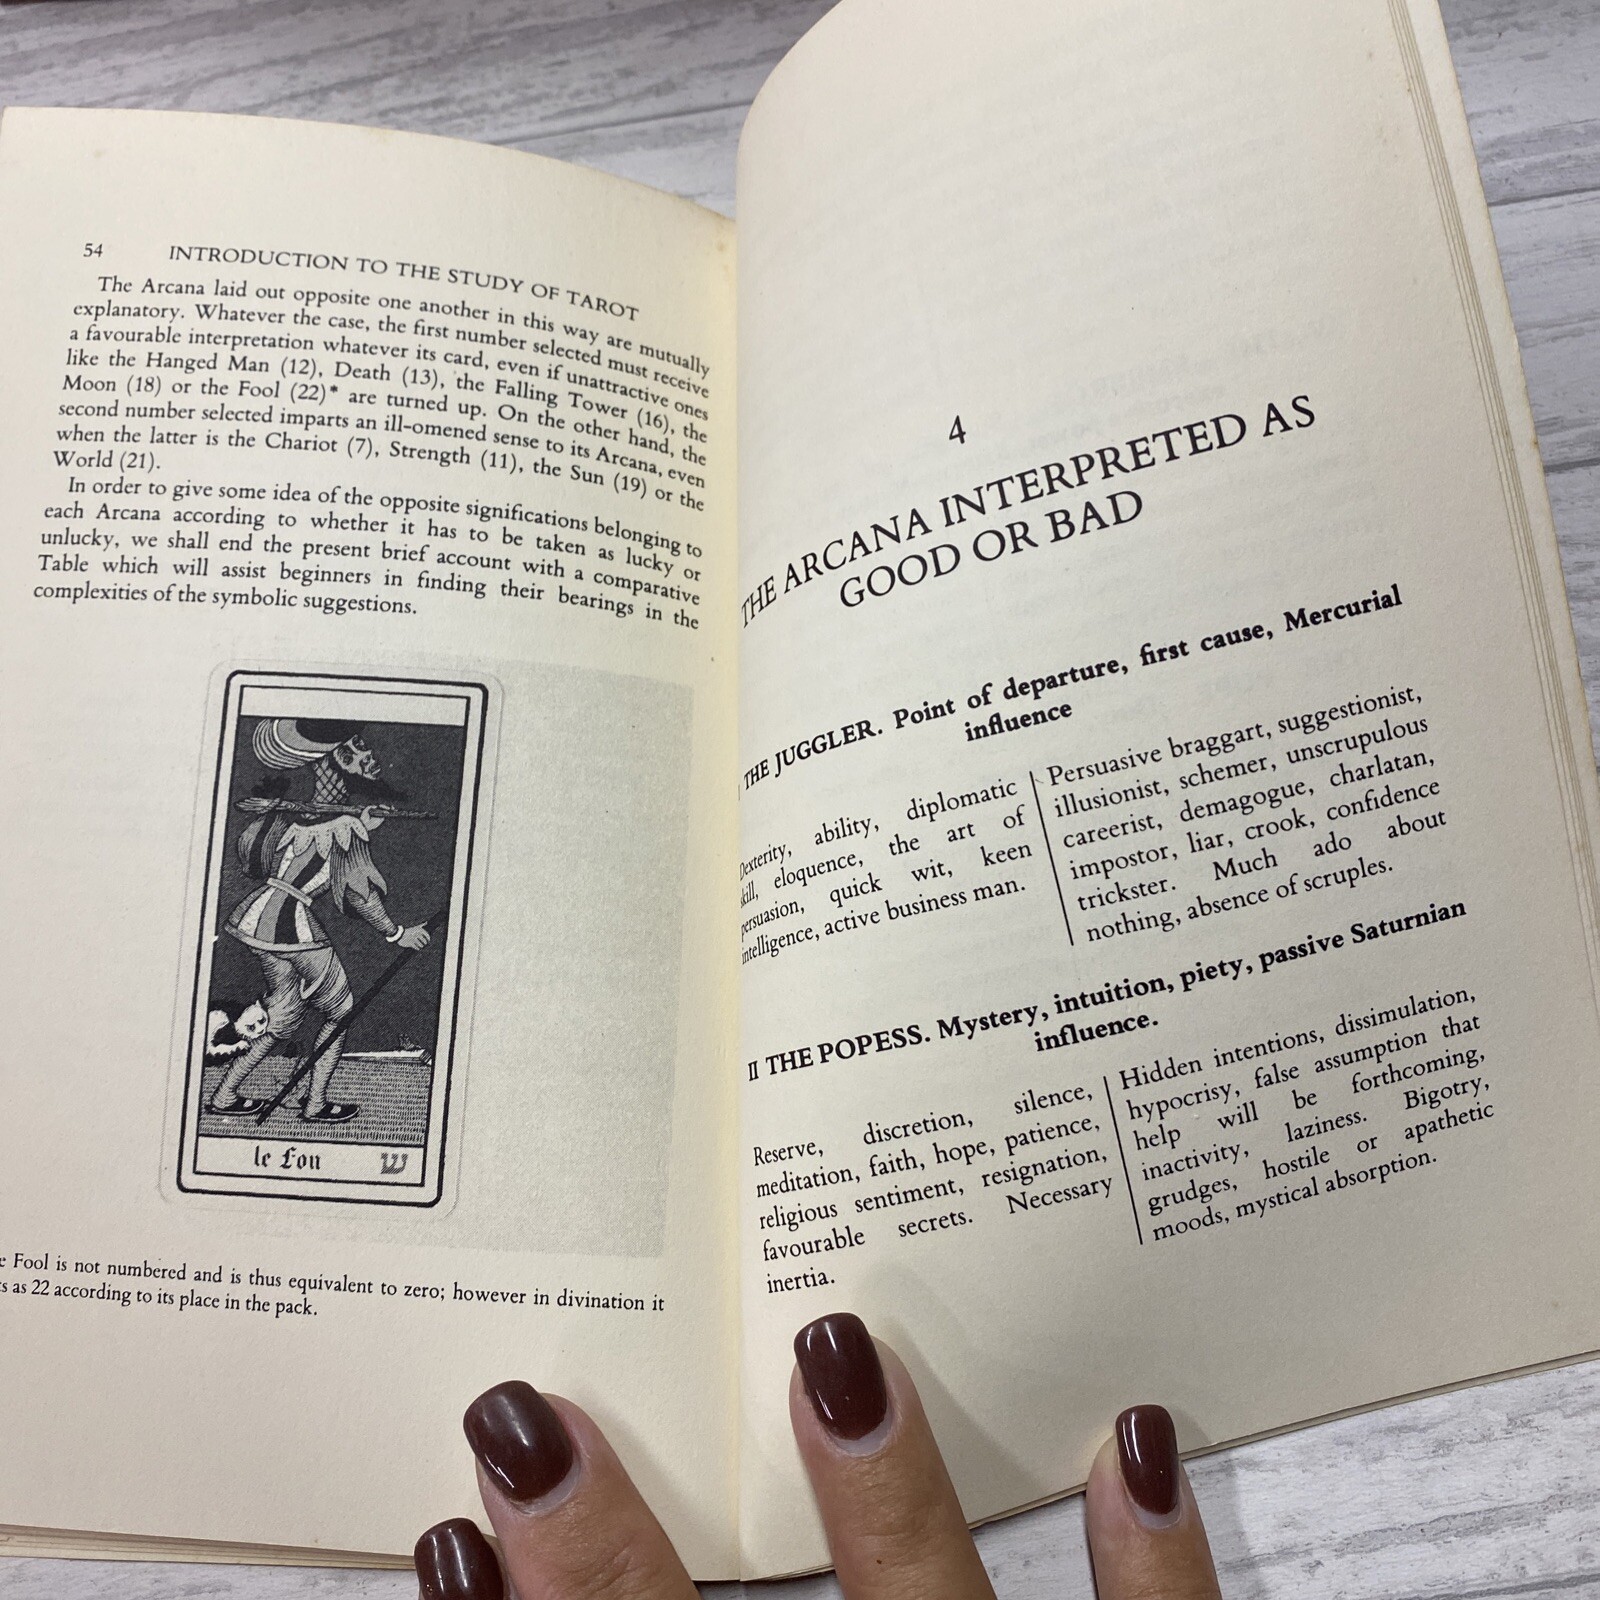 54 INTRODUCTION TO THE STUDY OF TAROT
The Arcana laid out opposite one another in this way are mutually
explanatory. Whatever the case, the first number selected must receive
a favourable interpretation whatever its card, even if unattractive ones
like the Hanged Man (12), Death (13), the Falling Tower (16), the
Moon (18) or the Fool (22)* are turned up. On the other hand, the
second number selected imparts an ill-omened sense to its Arcana, even
when the latter is the Chariot (7), Strength (11), the Sun (19) or the
World (21).
In order to give some idea of the opposite significations belonging to
each Arcana according to whether it has to be taken as lucky or
unlucky, we shall end the present brief account with a comparative
Table which will assist beginners in finding their bearings in the
complexities of the symbolic suggestions.
le Fou ש
Fool is not numbered and is thus equivalent to zero; however in divination it
as 22 according to its place in the pack.
4
THE ARCANA INTERPRETED AS
GOOD OR BAD
THE JUGGLER. Point of departure, first cause, Mercurial
influence
Dexterity, ability, diplomatic
skill, eloquence, the art of
persuasion, quick wit, keen
intelligence, active business man.
Persuasive braggart, suggestionist,
illusionist, schemer, unscrupulous
careerist, demagogue, charlatan,
impostor, liar, crook, confidence
trickster. Much ado about
nothing, absence of scruples.
II THE POPESS. Mystery, intuition, piety, passive Saturnian
influence.
Reserve, discretion, silence,
meditation, faith, hope, patience,
religious sentiment, resignation,
favourable secrets. Necessary
inertia.
Hidden intentions, dissimulation,
hypocrisy, false assumption that
help will be forthcoming,
inactivity, laziness. Bigotry,
grudges, hostile or apathetic
moods, mystical absorption.